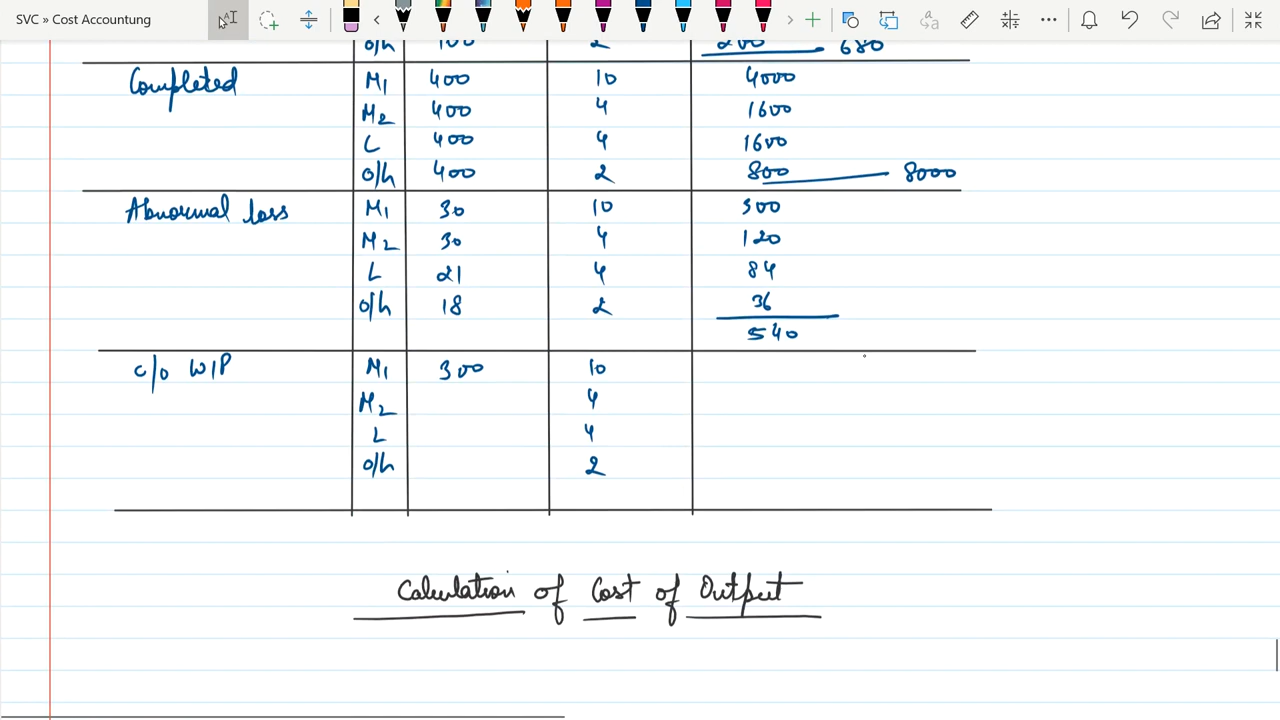 SVC » Cost Accountung
o/h 100 2 200 680
Completed M1 400 10 4000
M2 400 4 1600
L 400 4 1600
o/h 400 2 800 8000
Abnormal loss M1 30 10 300
M2 30 4 120
L 21 4 84
o/h 18 2 36
540
c/o WIP M1 300 10
M2 4
L 4
o/h 2
Calculation of Cost of Output